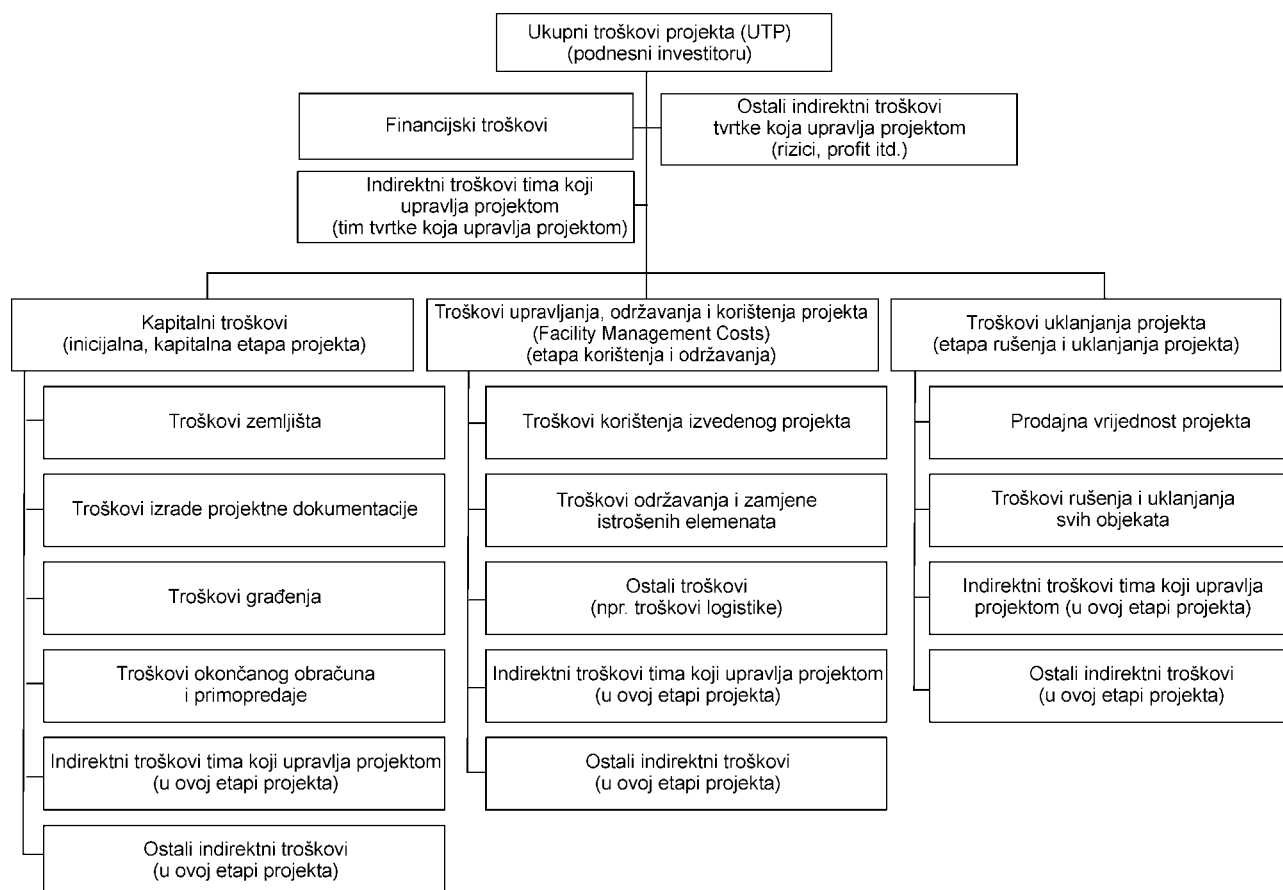 Ukupni troškovi projekta (UTP)
(podnesni investitoru)
Financijski troškovi
Ostali indirektni troškovi
tvrtke koja upravlja projektom
(rizici, profit itd.)
Indirektni troškovi tima koji
upravlja projektom
(tim tvrtke koja upravlja projektom)
Kapitalni troškovi
(inicijalna, kapitalna etapa projekta)
Troškovi zemljišta
Troškovi izrade projektne dokumentacije
Troškovi građenja
Troškovi okončanog obračuna
i primopredaje
Indirektni troškovi tima koji upravlja projektom
(u ovoj etapi projekta)
Ostali indirektni troškovi
(u ovoj etapi projekta)
Troškovi upravljanja, održavanja i korištenja projekta
(Facility Management Costs)
(etapa korištenja i održavanja)
Troškovi korištenja izvedenog projekta
Troškovi održavanja i zamjene
istrošenih elemenata
Ostali troškovi
(npr. troškovi logistike)
Indirektni troškovi tima koji upravlja projektom
(u ovoj etapi projekta)
Ostali indirektni troškovi
(u ovoj etapi projekta)
Troškovi uklanjanja projekta
(etapa rušenja i uklanjanja projekta)
Prodajna vrijednost projekta
Troškovi rušenja i uklanjanja
svih objekata
Indirektni troškovi tima koji upravlja
projektom (u ovoj etapi projekta)
Ostali indirektni troškovi
(u ovoj etapi projekta)